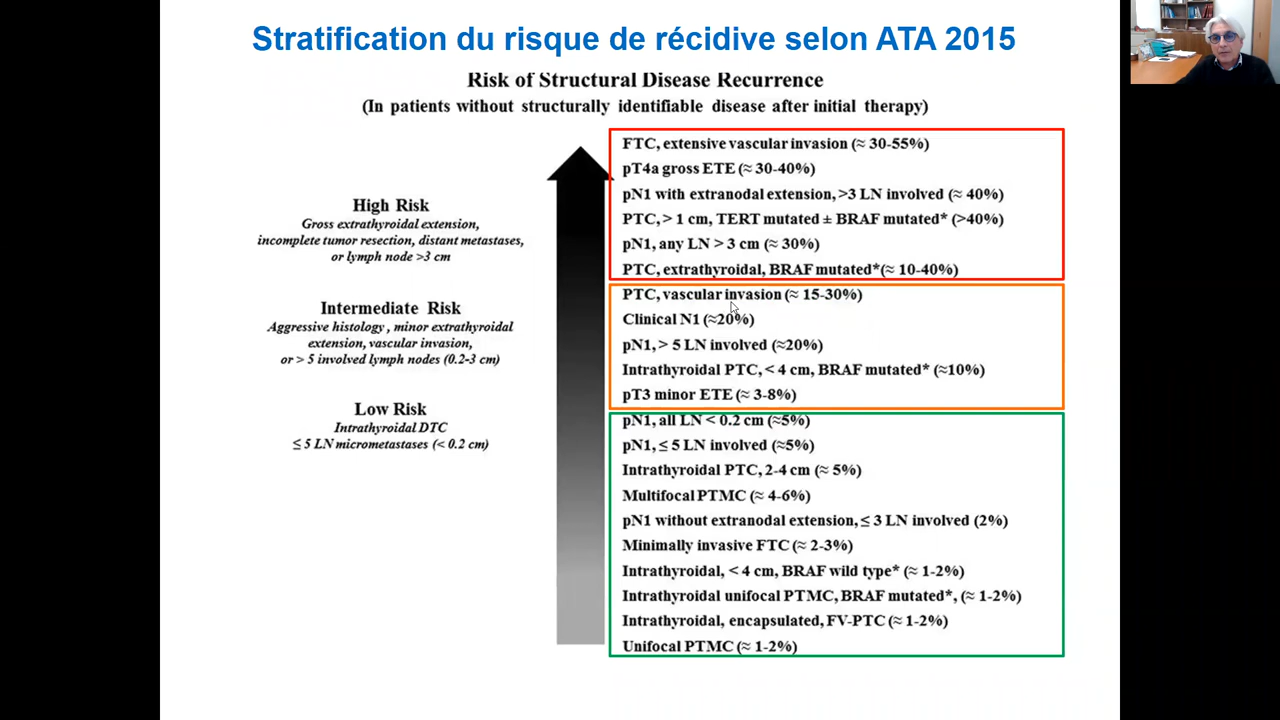 Stratification du risque de récidive selon ATA 2015
Risk of Structural Disease Recurrence
(In patients without structurally identifiable disease after initial therapy)
High Risk
Gross extrathyroidal extension,
incomplete tumor resection, distant metastases,
or lymph node >3 cm
Intermediate Risk
Aggressive histology , minor extrathyroidal
extension, vascular invasion,
or > 5 involved lymph nodes (0.2-3 cm)
Low Risk
Intrathyroidal DTC
≤ 5 LN micrometastases (< 0.2 cm)
FTC, extensive vascular invasion (≈ 30-55%)
pT4a gross ETE (≈ 30-40%)
pN1 with extranodal extension, >3 LN involved (≈ 40%)
PTC, > 1 cm, TERT mutated ± BRAF mutated* (>40%)
pN1, any LN > 3 cm (≈ 30%)
PTC, extrathyroidal, BRAF mutated*(≈ 10-40%)
PTC, vascular invasion (≈ 15-30%)
Clinical N1 (≈20%)
pN1, > 5 LN involved (≈20%)
Intrathyroidal PTC, < 4 cm, BRAF mutated* (≈10%)
pT3 minor ETE (≈ 3-8%)
pN1, all LN < 0.2 cm (≈5%)
pN1, ≤ 5 LN involved (≈5%)
Intrathyroidal PTC, 2-4 cm (≈ 5%)
Multifocal PTMC (≈ 4-6%)
pN1 without extranodal extension, ≤ 3 LN involved (2%)
Minimally invasive FTC (≈ 2-3%)
Intrathyroidal, < 4 cm, BRAF wild type* (≈ 1-2%)
Intrathyroidal unifocal PTMC, BRAF mutated*, (≈ 1-2%)
Intrathyroidal, encapsulated, FV-PTC (≈ 1-2%)
Unifocal PTMC (≈ 1-2%)